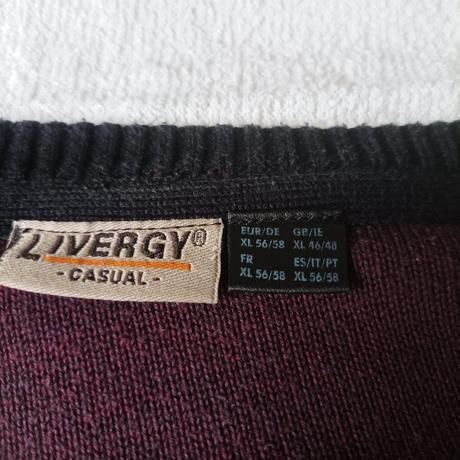 LIVERGY®
- CASUAL -
EUR/DE GB/IE
XL 56/58 XL 46/48
FR ES/IT/PT
XL 56/58 XL 56/58